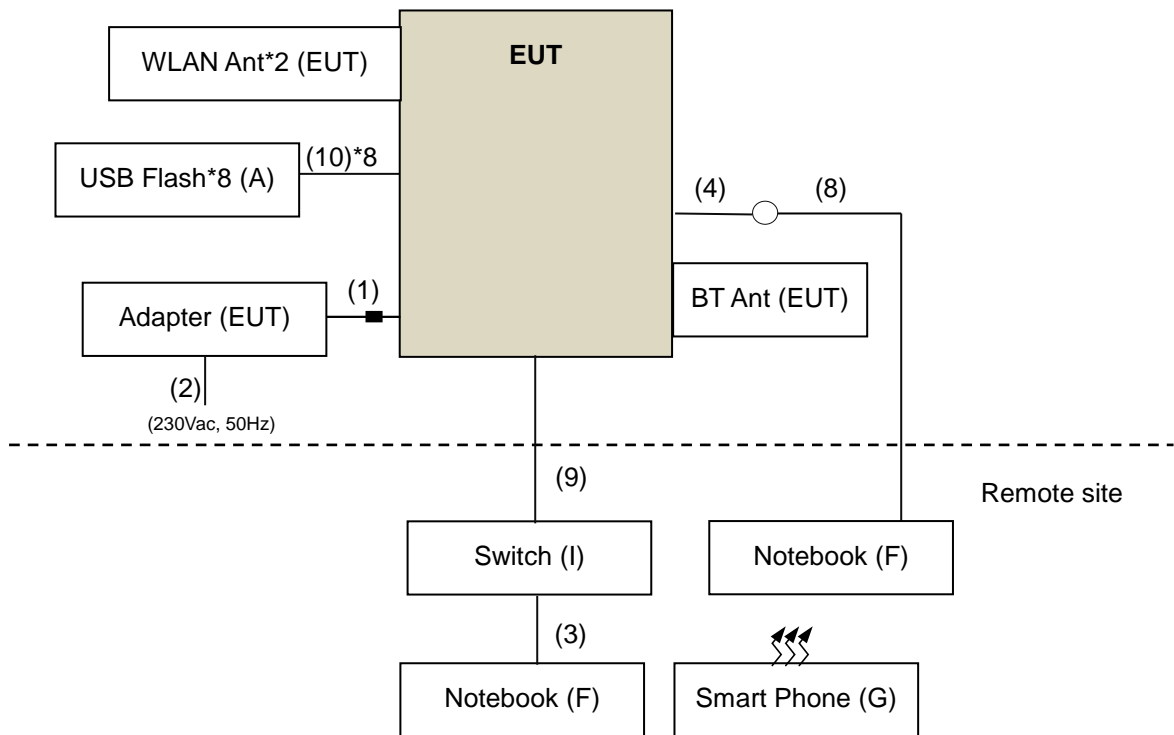 WLAN Ant*2 (EUT)
EUT
USB Flash*8 (A)
(10)*8
(4)
(8)
Adapter (EUT)
(1)
BT Ant (EUT)
(2)
(230Vac, 50Hz)
(9)
Remote site
Switch (I)
Notebook (F)
(3)
Notebook (F)
Smart Phone (G)